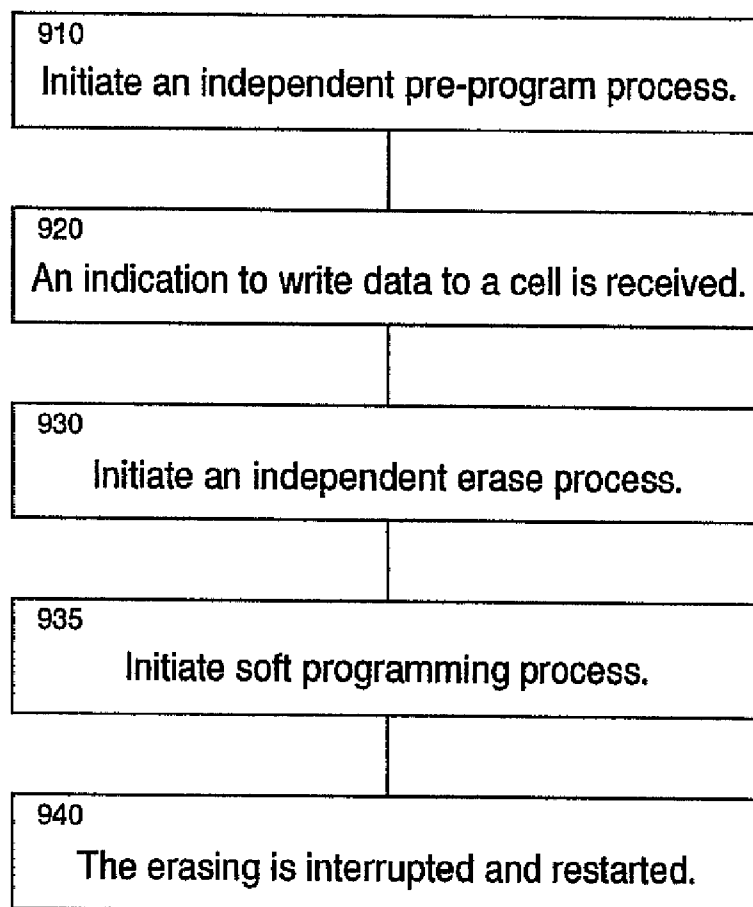 910
Initiate an independent pre-program process.
920
An indication to write data to a cell is received.
930
Initiate an independent erase process.
935
Initiate soft programming process.
940
The erasing is interrupted and restarted.